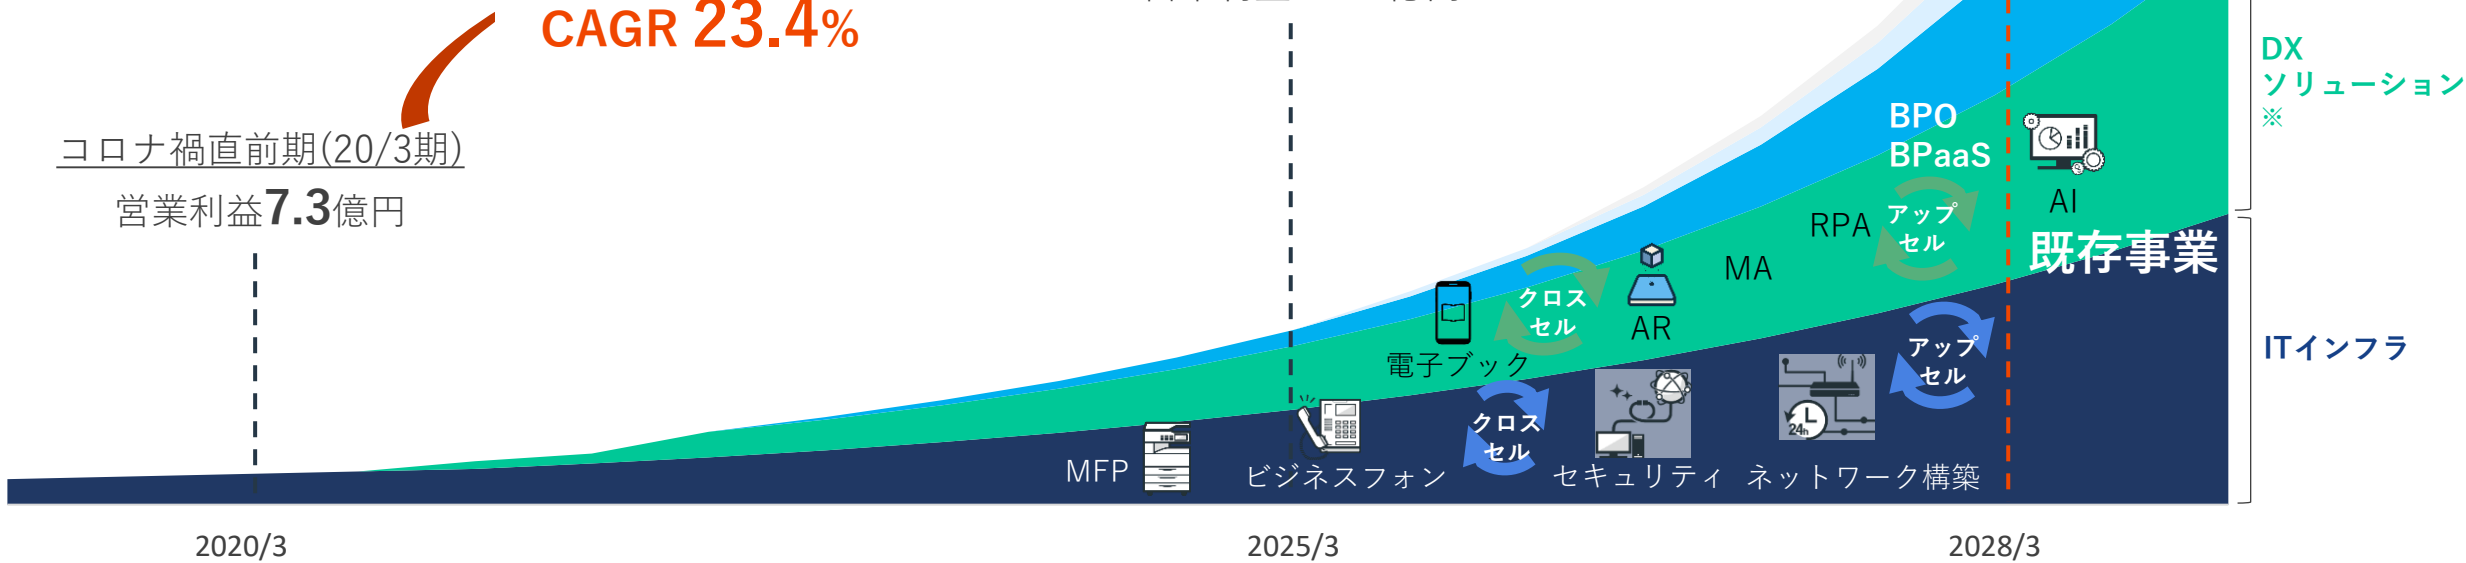 CAGR 23.4%
コロナ禍直前期(20/3期)
営業利益7.3億円
DX
ソリューション
※
BPO
BPaaS
AI
RPA
アップ
セル
既存事業
MA
クロス
セル
AR
電子ブック
ITインフラ
アップ
セル
クロス
セル
24h
MFP
ビジネスフォン
セキュリティ
ネットワーク構築
2020/3
2025/3
2028/3